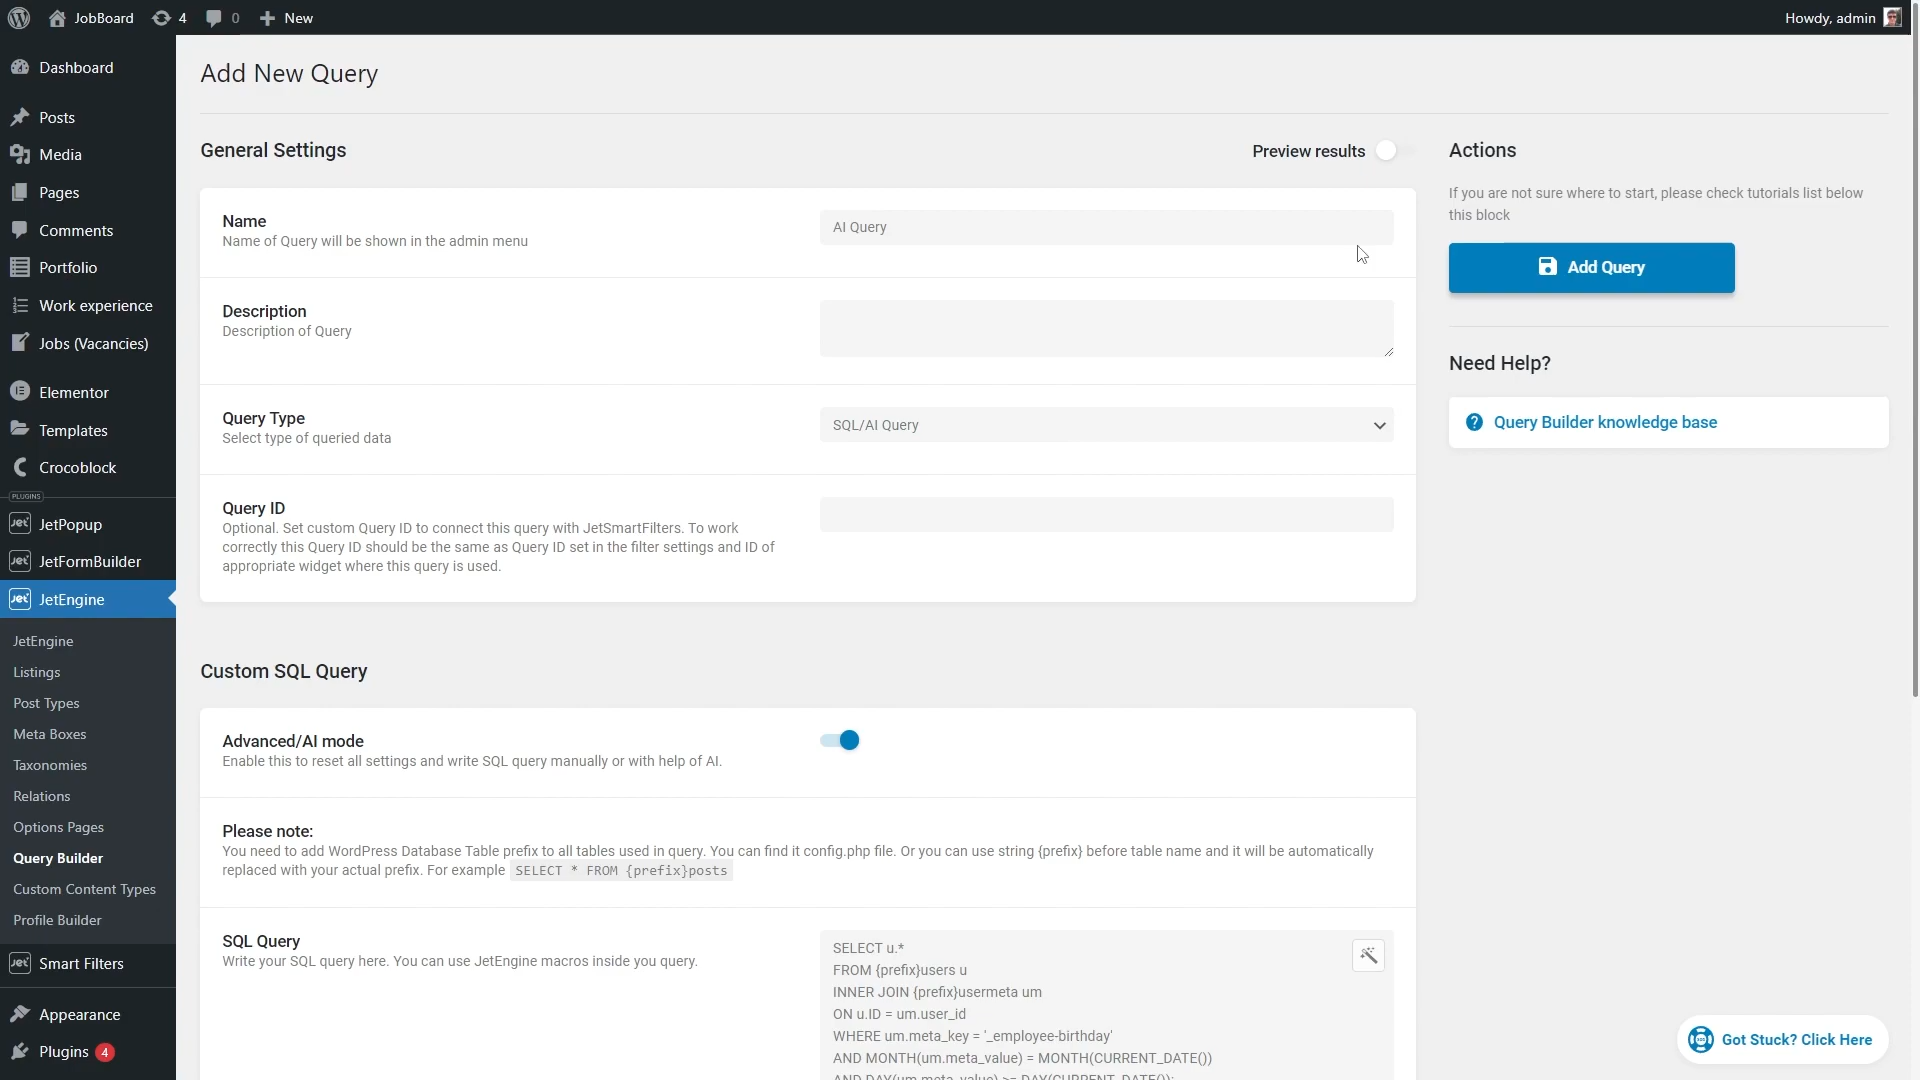 JobBoard
4
0
New
Howdy, admin
Dashboard
Posts
Media
Pages
Comments
Portfolio
Work experience
Jobs (Vacancies)
Elementor
Templates
Crocoblock
PLUGINS
Jet JetPopup
Jet JetFormBuilder
Jet JetEngine
JetEngine
Listings
Post Types
Meta Boxes
Taxonomies
Relations
Options Pages
Query Builder
Custom Content Types
Profile Builder
Jet Smart Filters
Appearance
Plugins 4
Add New Query
General Settings
Preview results
Name
Name of Query will be shown in the admin menu
AI Query
Description
Description of Query
Query Type
Select type of queried data
SQL/AI Query
Query ID
Optional. Set custom Query ID to connect this query with JetSmartFilters. To work
correctly this Query ID should be the same as Query ID set in the filter settings and ID of
appropriate widget where this query is used.
Custom SQL Query
Advanced/AI mode
Enable this to reset all settings and write SQL query manually or with help of AI.
Please note:
You need to add WordPress Database Table prefix to all tables used in query. You can find it config.php file. Or you can use string {prefix} before table name and it will be automatically
replaced with your actual prefix. For example SELECT * FROM {prefix}posts
SQL Query
Write your SQL query here. You can use JetEngine macros inside you query.
SELECT u.*
FROM {prefix}users u
INNER JOIN {prefix}usermeta um
ON u.ID = um.user_id
WHERE um.meta_key = '_employee-birthday'
AND MONTH(um.meta_value) = MONTH(CURRENT_DATE())
AND DAY(um.meta_value) >= DAY(CURRENT_DATE());
Actions
If you are not sure where to start, please check tutorials list below
this block
Add Query
Need Help?
Query Builder knowledge base
Got Stuck? Click Here